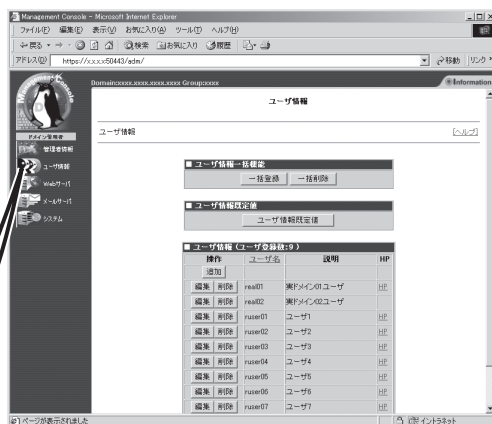 Management Console - Microsoft Internet Explorer
ファイル(F) 編集(E) 表示(V) お気に入り(A) ツール(T) ヘルプ(H)
戻る 検索 お気に入り 履歴
アドレス(D) https://x.x.x.x:50443/adm/ 移動 リンク
Management Console
Domain:xxxx.xxxx.xxxx.xxxx Group:xxxx
Information
ドメイン管理者
管理者情報
ユーザ情報
Webサーバ
メールサーバ
システム
ユーザ情報
ユーザ情報 [ヘルプ]
■ ユーザ情報一括機能
一括登録 一括削除
■ ユーザ情報既定値
ユーザ情報既定値
■ ユーザ情報 (ユーザ登録数:9 )
操作 ユーザ名 説明 HP
追加
編集 削除 real01 実ドメイン01ユーザ HP
編集 削除 real02 実ドメイン02ユーザ HP
編集 削除 ruser01 ユーザ1 HP
編集 削除 ruser02 ユーザ2 HP
編集 削除 ruser03 ユーザ3 HP
編集 削除 ruser04 ユーザ4 HP
編集 削除 ruser05 ユーザ5 HP
編集 削除 ruser06 ユーザ6 HP
編集 削除 ruser07 ユーザ7 HP
ページが表示されました イントラネット